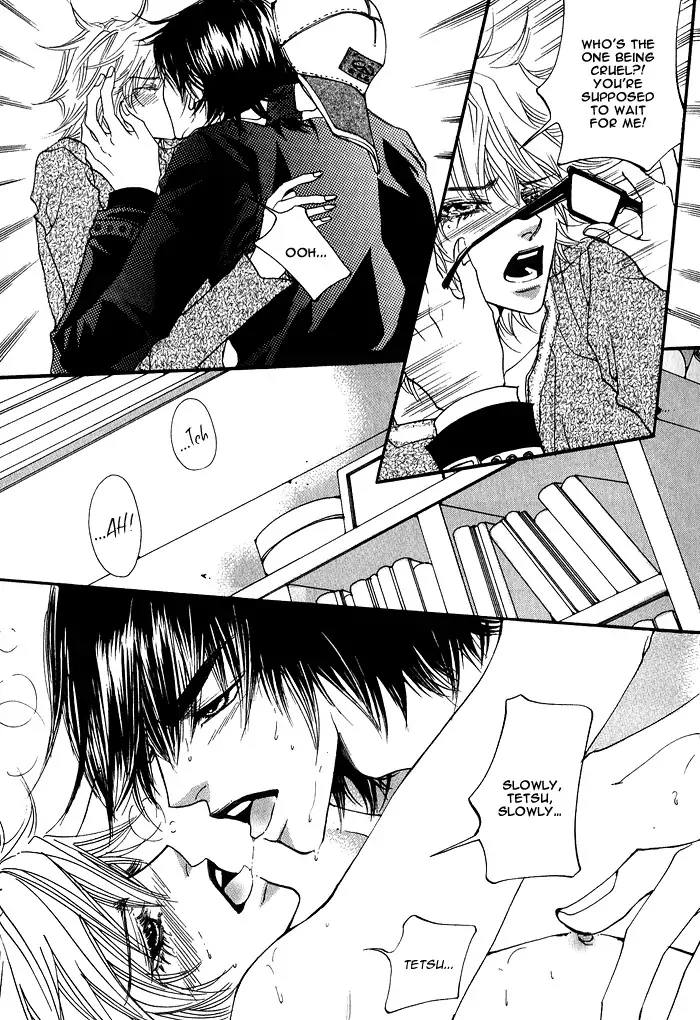 WHO'S THE
ONE BEING
CRUEL?!
YOU'RE
SUPPOSED
TO WAIT
FOR ME!
OOH...
...Tch
...AH!
SLOWLY,
TETSU,
SLOWLY...
TETSU...